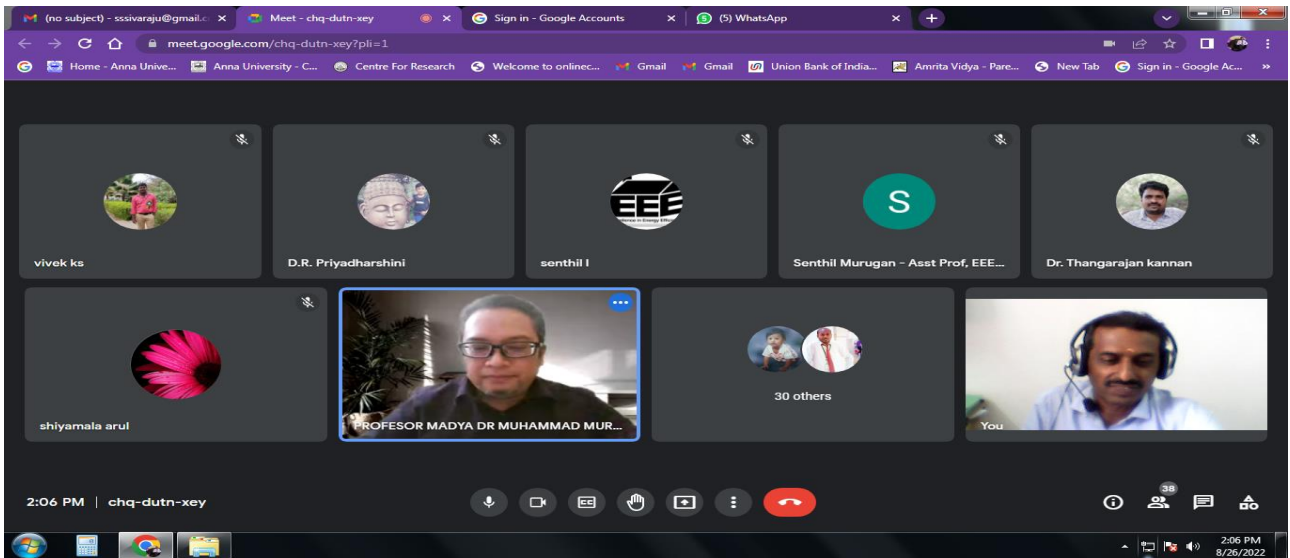 (no subject) - sssivaraju@gmail.c
Meet - chq-dutn-xey
Sign in - Google Accounts
(5) WhatsApp
meet.google.com/chq-dutn-xey?pli=1
Home - Anna Unive...
Anna University - C...
Centre For Research
Welcome to onlinec...
Gmail
Gmail
Union Bank of India...
Amrita Vidya - Pare...
New Tab
Sign in - Google Ac...
»
EEE
S
vivek ks
D.R. Priyadharshini
senthil l
Senthil Murugan - Asst Prof, EEE...
Dr. Thangarajan kannan
30 others
shiyamala arul
PROFESOR MADYA DR MUHAMMAD MUR...
You
2:06 PM | chq-dutn-xey
CC
38
2:06 PM
8/26/2022